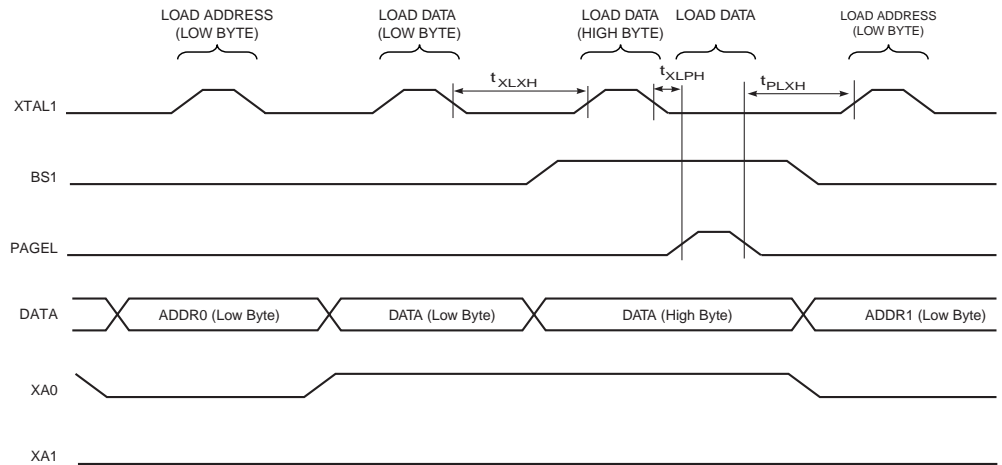 LOAD ADDRESS
(LOW BYTE)
LOAD DATA
(LOW BYTE)
LOAD DATA
(HIGH BYTE)
LOAD DATA
LOAD ADDRESS
(LOW BYTE)
tXLXH
tXLPH
tPLXH
XTAL1
BS1
PAGEL
DATA
ADDR0 (Low Byte)
DATA (Low Byte)
DATA (High Byte)
ADDR1 (Low Byte)
XA0
XA1